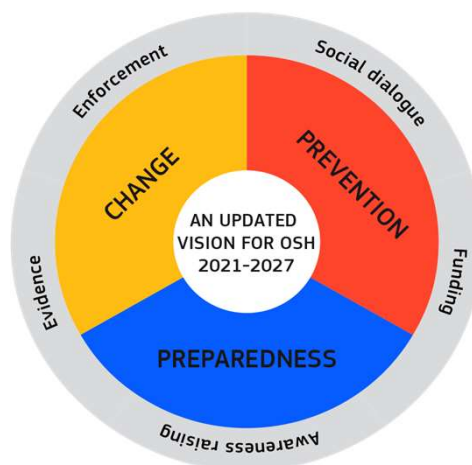 Enforcement
Social dialogue
CHANGE
PREVENTION
AN UPDATED
VISION FOR OSH
2021-2027
Evidence
Funding
PREPAREDNESS
Awareness raising